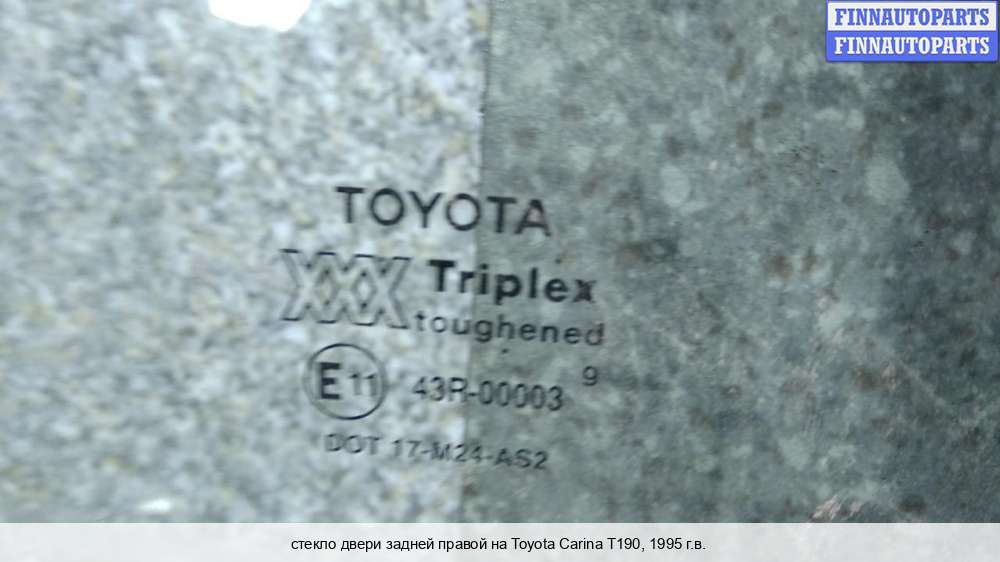 FINNAUTOPARTS
FINNAUTOPARTS
TOYOTA
XXX Triplex
toughened
9
E11 43R-00003
DOT 17-M24-AS2
стекло двери задней правой на Toyota Carina T190, 1995 г.в.